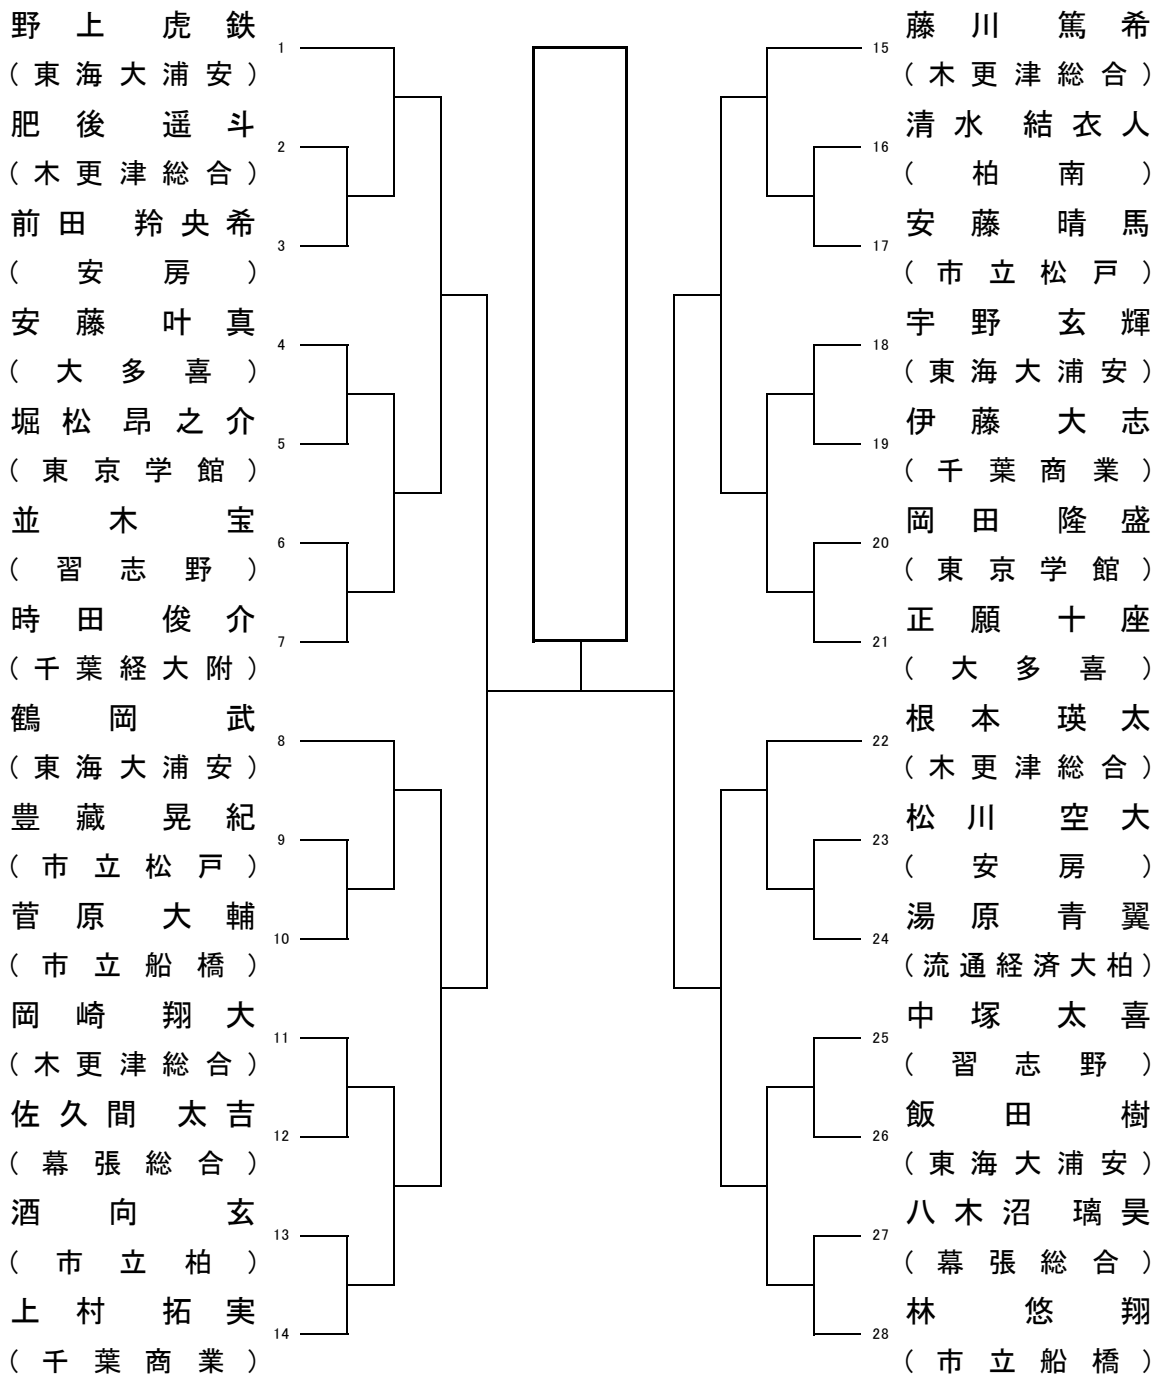 野上 虎鉄
1
(東海大浦安)
肥後 遥斗
2
(木更津総合)
前田 羚央希
3
(安房)
安藤 叶真
4
(大多喜)
堀松 昂之介
5
(東京学館)
並木 宝
6
(習志野)
時田 俊介
7
(千葉経大附)
鶴岡 武
8
(東海大浦安)
豊藏 晃紀
9
(市立松戸)
菅原 大輔
10
(市立船橋)
岡崎 翔大
11
(木更津総合)
佐久間 太吉
12
(幕張総合)
酒向 玄
13
(市立柏)
上村 拓実
14
(千葉商業)
藤川 篤希
15
(木更津総合)
清水 結衣人
16
(柏南)
安藤 晴馬
17
(市立松戸)
宇野 玄輝
18
(東海大浦安)
伊藤 大志
19
(千葉商業)
岡田 隆盛
20
(東京学館)
正願 十座
21
(大多喜)
根本 瑛太
22
(木更津総合)
松川 空大
23
(安房)
湯原 青翼
24
(流通経済大柏)
中塚 太喜
25
(習志野)
飯田 樹
26
(東海大浦安)
八木沼 璃昊
27
(幕張総合)
林 悠翔
28
(市立船橋)